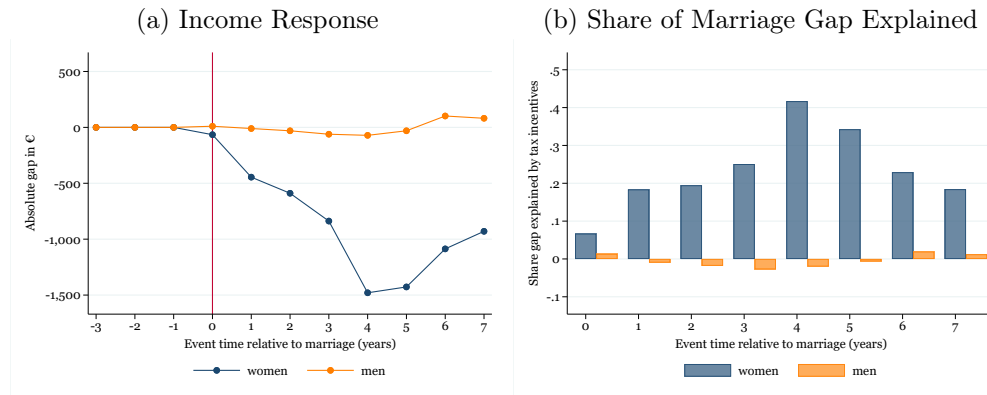 (a) Income Response
500
0
-500
-1,000
-1,500
Absolute gap in €
-3 -2 -1 0 1 2 3 4 5 6 7
Event time relative to marriage (years)
women men
(b) Share of Marriage Gap Explained
.5
.4
.3
.2
.1
0
-.1
Share gap explained by tax incentives
0 1 2 3 4 5 6 7
Event time relative to marriage (years)
women men